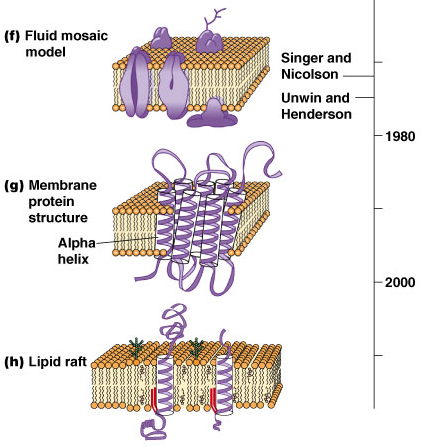 (f) Fluid mosaic
model
Singer and
Nicolson
Unwin and
Henderson
1980
(g) Membrane
protein
structure
Alpha
helix
2000
(h) Lipid raft